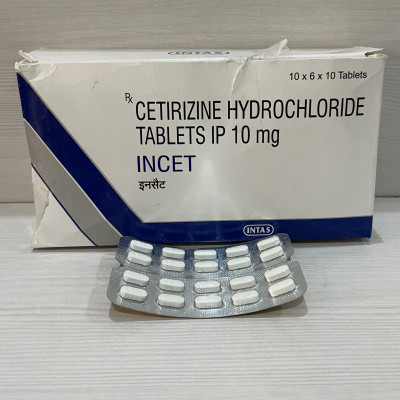 INTAS
10 x 6 x 10 Tablets
Rx
CETIRIZINE HYDROCHLORIDE
TABLETS IP 10 mg
INCET
इनसैट
INTAS